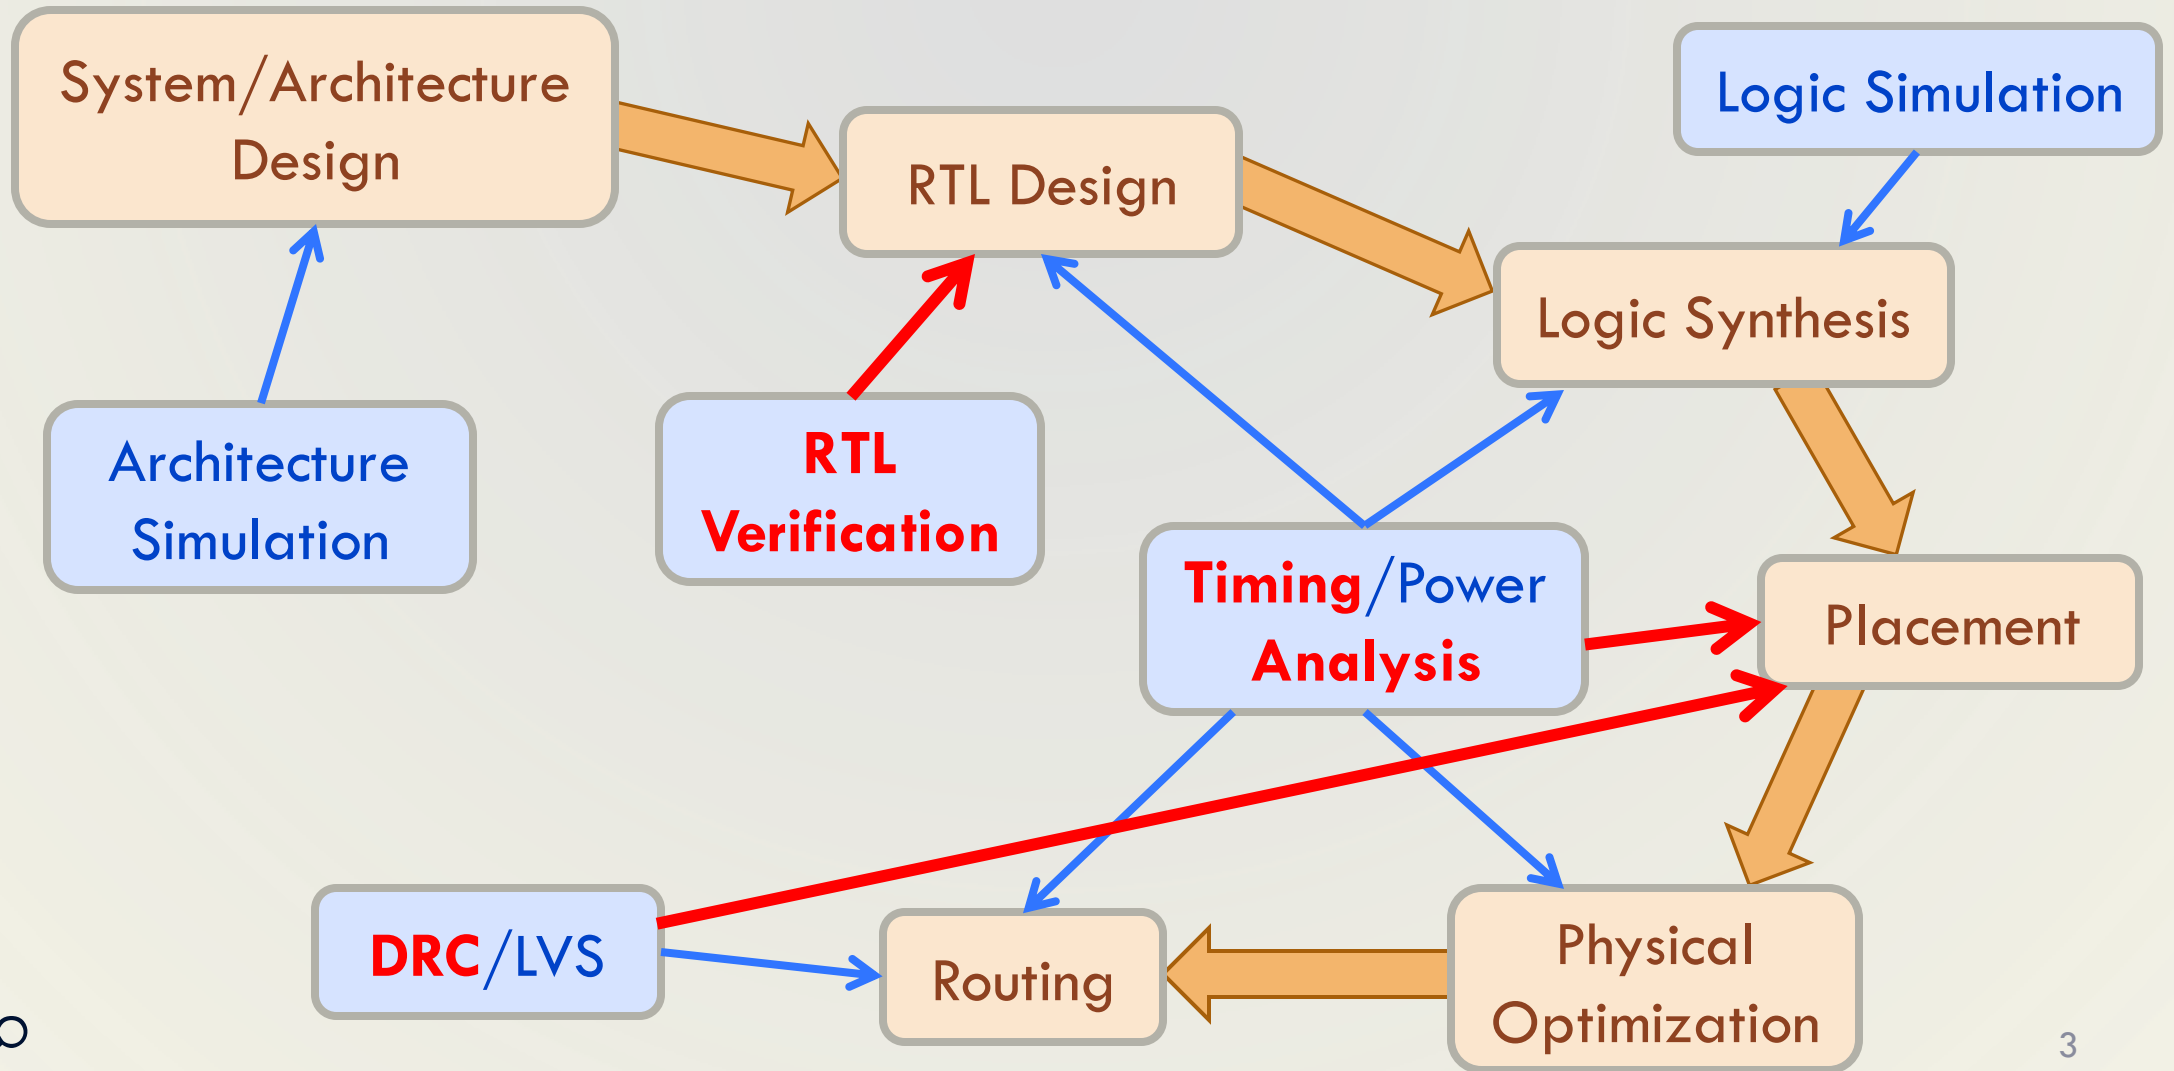 System/Architecture
Design
Logic Simulation
RTL Design
Logic Synthesis
Architecture
Simulation
RTL
Verification
Timing/Power
Analysis
Placement
DRC/LVS
Routing
Physical
Optimization
3